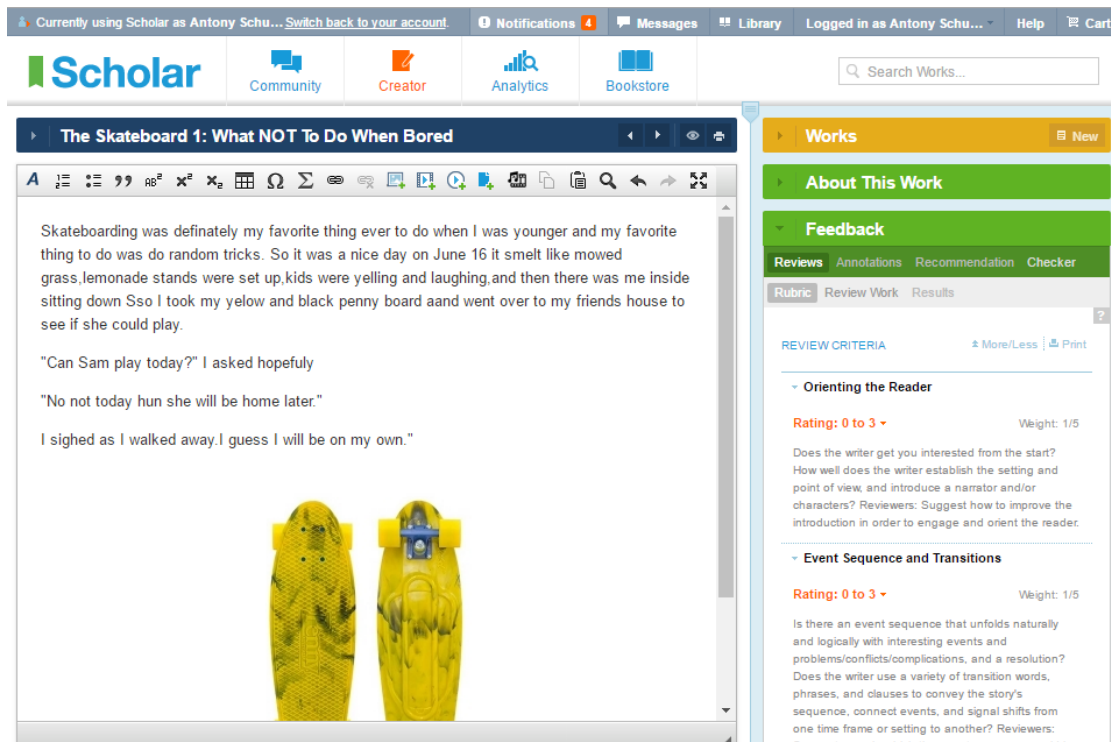 Currently using Scholar as Antony Schu... Switch back to your account. Notifications 4 Messages Library Logged in as Antony Schu... Help Cart
Scholar
Community Creator Analytics Bookstore
Search Works...
The Skateboard 1: What NOT To Do When Bored
Skateboarding was definately my favorite thing ever to do when I was younger and my favorite
thing to do was do random tricks. So it was a nice day on June 16 it smelt like mowed
grass,lemonade stands were set up,kids were yelling and laughing,and then there was me inside
sitting down Sso I took my yelow and black penny board aand went over to my friends house to
see if she could play.
"Can Sam play today?" I asked hopefuly
"No not today hun she will be home later."
I sighed as I walked away.I guess I will be on my own."
Works New
About This Work
Feedback
Reviews Annotations Recommendation Checker
Rubric Review Work Results
?
REVIEW CRITERIA More/Less Print
Orienting the Reader
Rating: 0 to 3 Weight: 1/5
Does the writer get you interested from the start?
How well does the writer establish the setting and
point of view, and introduce a narrator and/or
characters? Reviewers: Suggest how to improve the
introduction in order to engage and orient the reader.
Event Sequence and Transitions
Rating: 0 to 3 Weight: 1/5
Is there an event sequence that unfolds naturally
and logically with interesting events and
problems/conflicts/complications, and a resolution?
Does the writer use a variety of transition words,
phrases, and clauses to convey the story's
sequence, connect events, and signal shifts from
one time frame or setting to another? Reviewers: